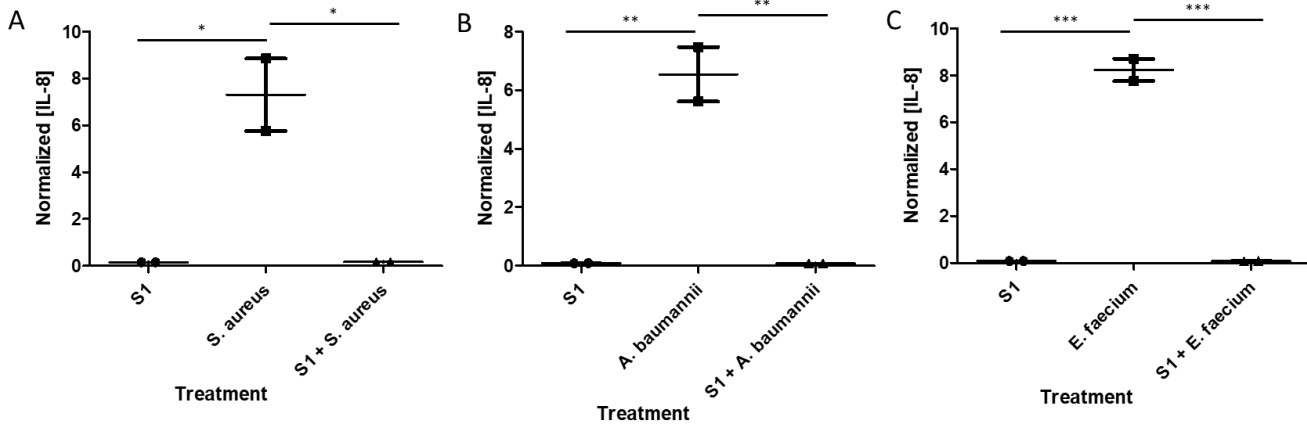 A
Normalized [IL-8]
10
8
6
4
2
0
*
*
S1
S. aureus
S1 + S. aureus
Treatment
B
Normalized [IL-8]
8
6
4
2
0
**
**
S1
A. baumannii
S1 + A. baumannii
Treatment
C
Normalized [IL-8]
10
8
6
4
2
0
***
***
S1
E. faecium
S1 + E. faecium
Treatment